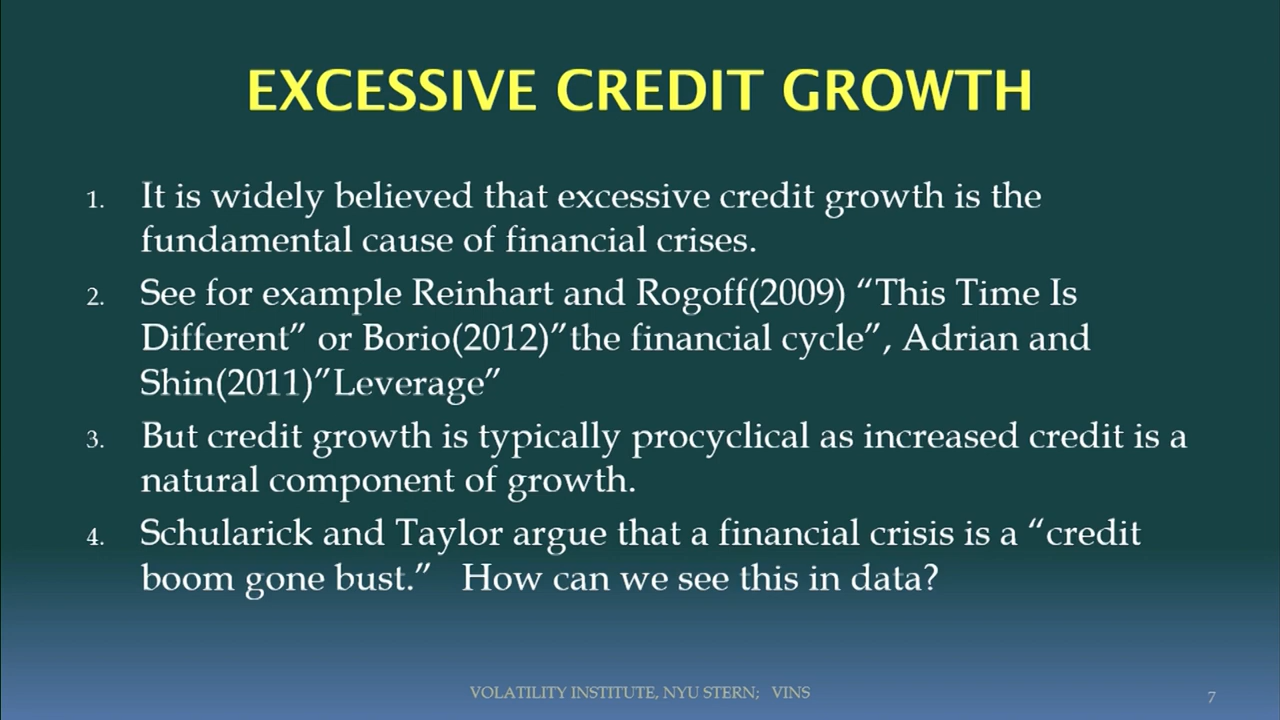 EXCESSIVE CREDIT GROWTH
1. It is widely believed that excessive credit growth is the
fundamental cause of financial crises.
2. See for example Reinhart and Rogoff(2009) “This Time Is
Different” or Borio(2012)”the financial cycle”, Adrian and
Shin(2011)”Leverage”
3. But credit growth is typically procyclical as increased credit is a
natural component of growth.
4. Schularick and Taylor argue that a financial crisis is a “credit
boom gone bust.” How can we see this in data?
VOLATILITY INSTITUTE, NYU STERN; VINS
7